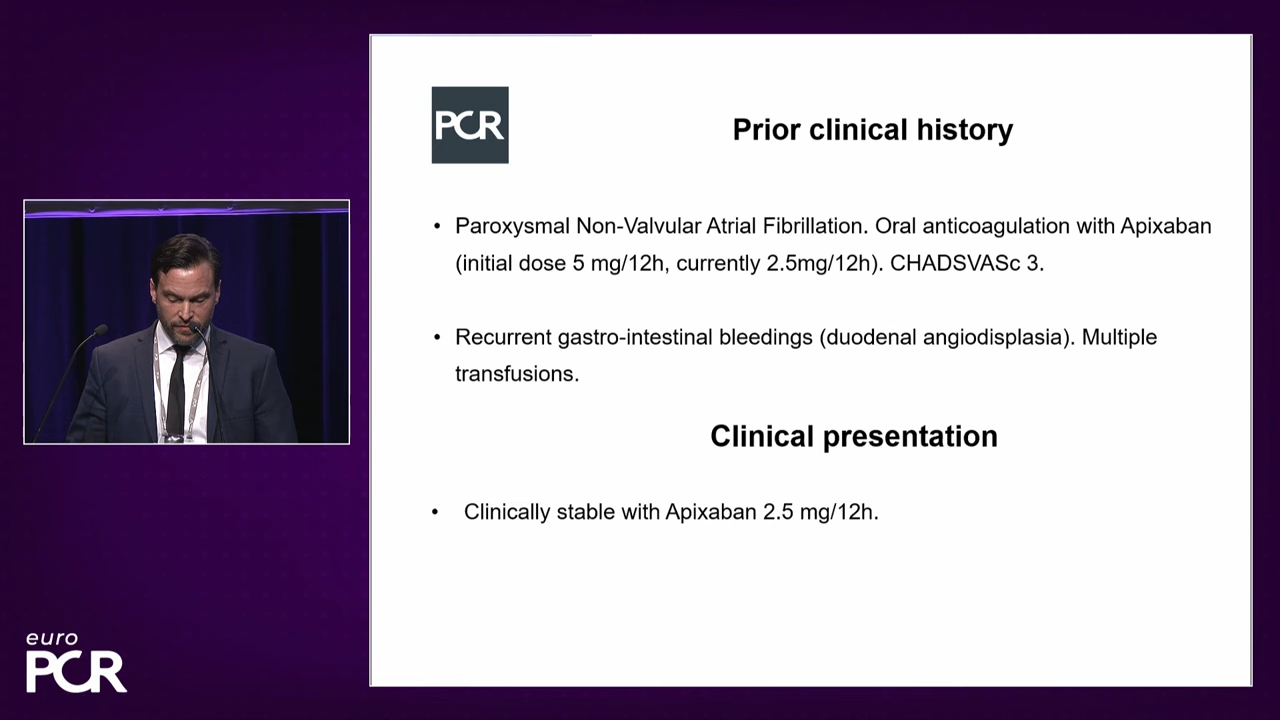 PCR
Prior clinical history
• Paroxysmal Non-Valvular Atrial Fibrillation. Oral anticoagulation with Apixaban
(initial dose 5 mg/12h, currently 2.5mg/12h). CHADSVASc 3.
• Recurrent gastro-intestinal bleedings (duodenal angiodisplasia). Multiple
transfusions.
Clinical presentation
• Clinically stable with Apixaban 2.5 mg/12h.
euro
PCR